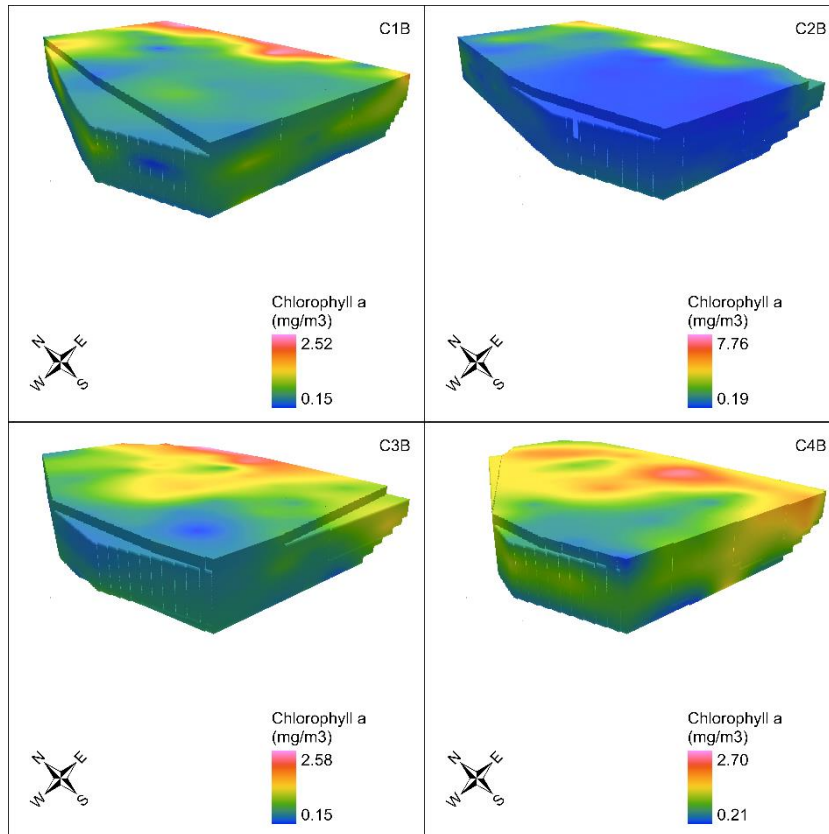 C1B
Chlorophyll a
(mg/m3)
2.52
0.15
N
E
W
S
C2B
Chlorophyll a
(mg/m3)
7.76
0.19
N
E
W
S
C3B
Chlorophyll a
(mg/m3)
2.58
0.15
N
E
W
S
C4B
Chlorophyll a
(mg/m3)
2.70
0.21
N
E
W
S